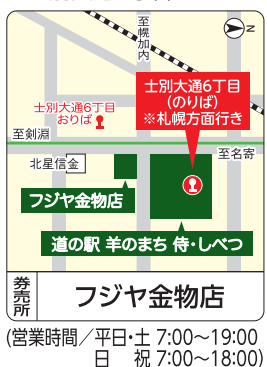 至幌加内
N
士別大通6丁目
(のりば)
※札幌方面行き
士別大通6丁目
おりば
至剣淵
至名寄
北星信金
フジヤ金物店
道の駅 羊のまち 侍・しべつ
券売所
フジヤ金物店
(営業時間／平日・土 7:00～19:00
日 祝 7:00～18:00)